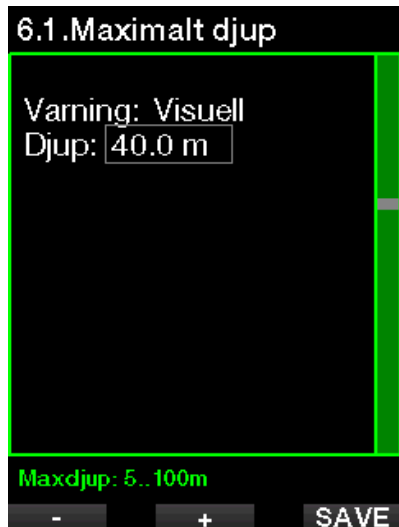 6.1.Maximalt djup
Varning: Visuell
Djup: 40.0 m
Maxdjup: 5..100m
- + SAVE